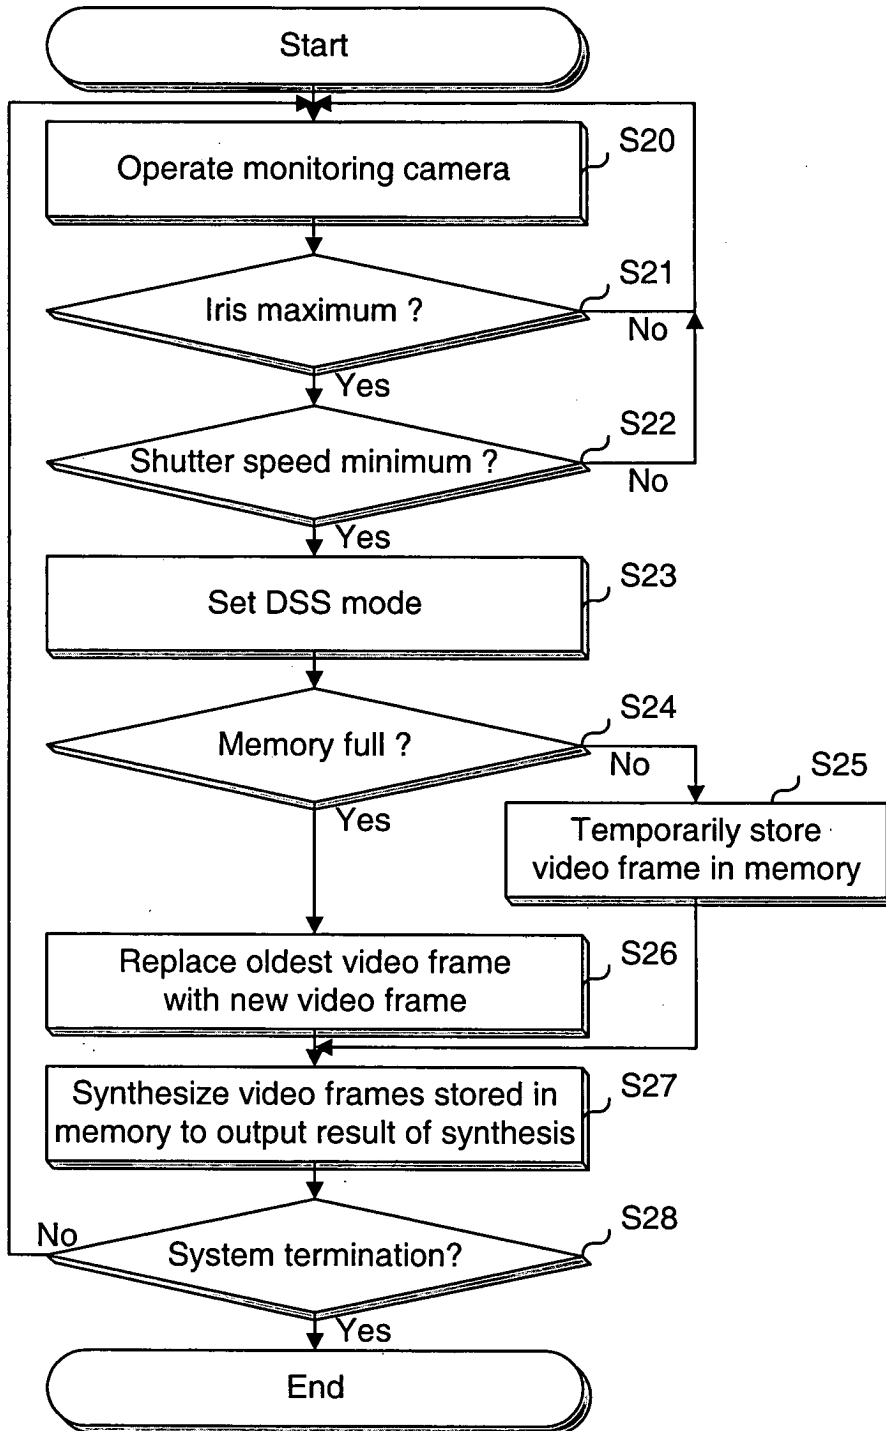 Start
S20
Operate monitoring camera
S21
Iris maximum ?
No
Yes
S22
Shutter speed minimum ?
No
Yes
S23
Set DSS mode
S24
Memory full ?
No
Yes
S25
Temporarily store
video frame in memory
S26
Replace oldest video frame
with new video frame
S27
Synthesize video frames stored in
memory to output result of synthesis
S28
No
System termination?
Yes
End